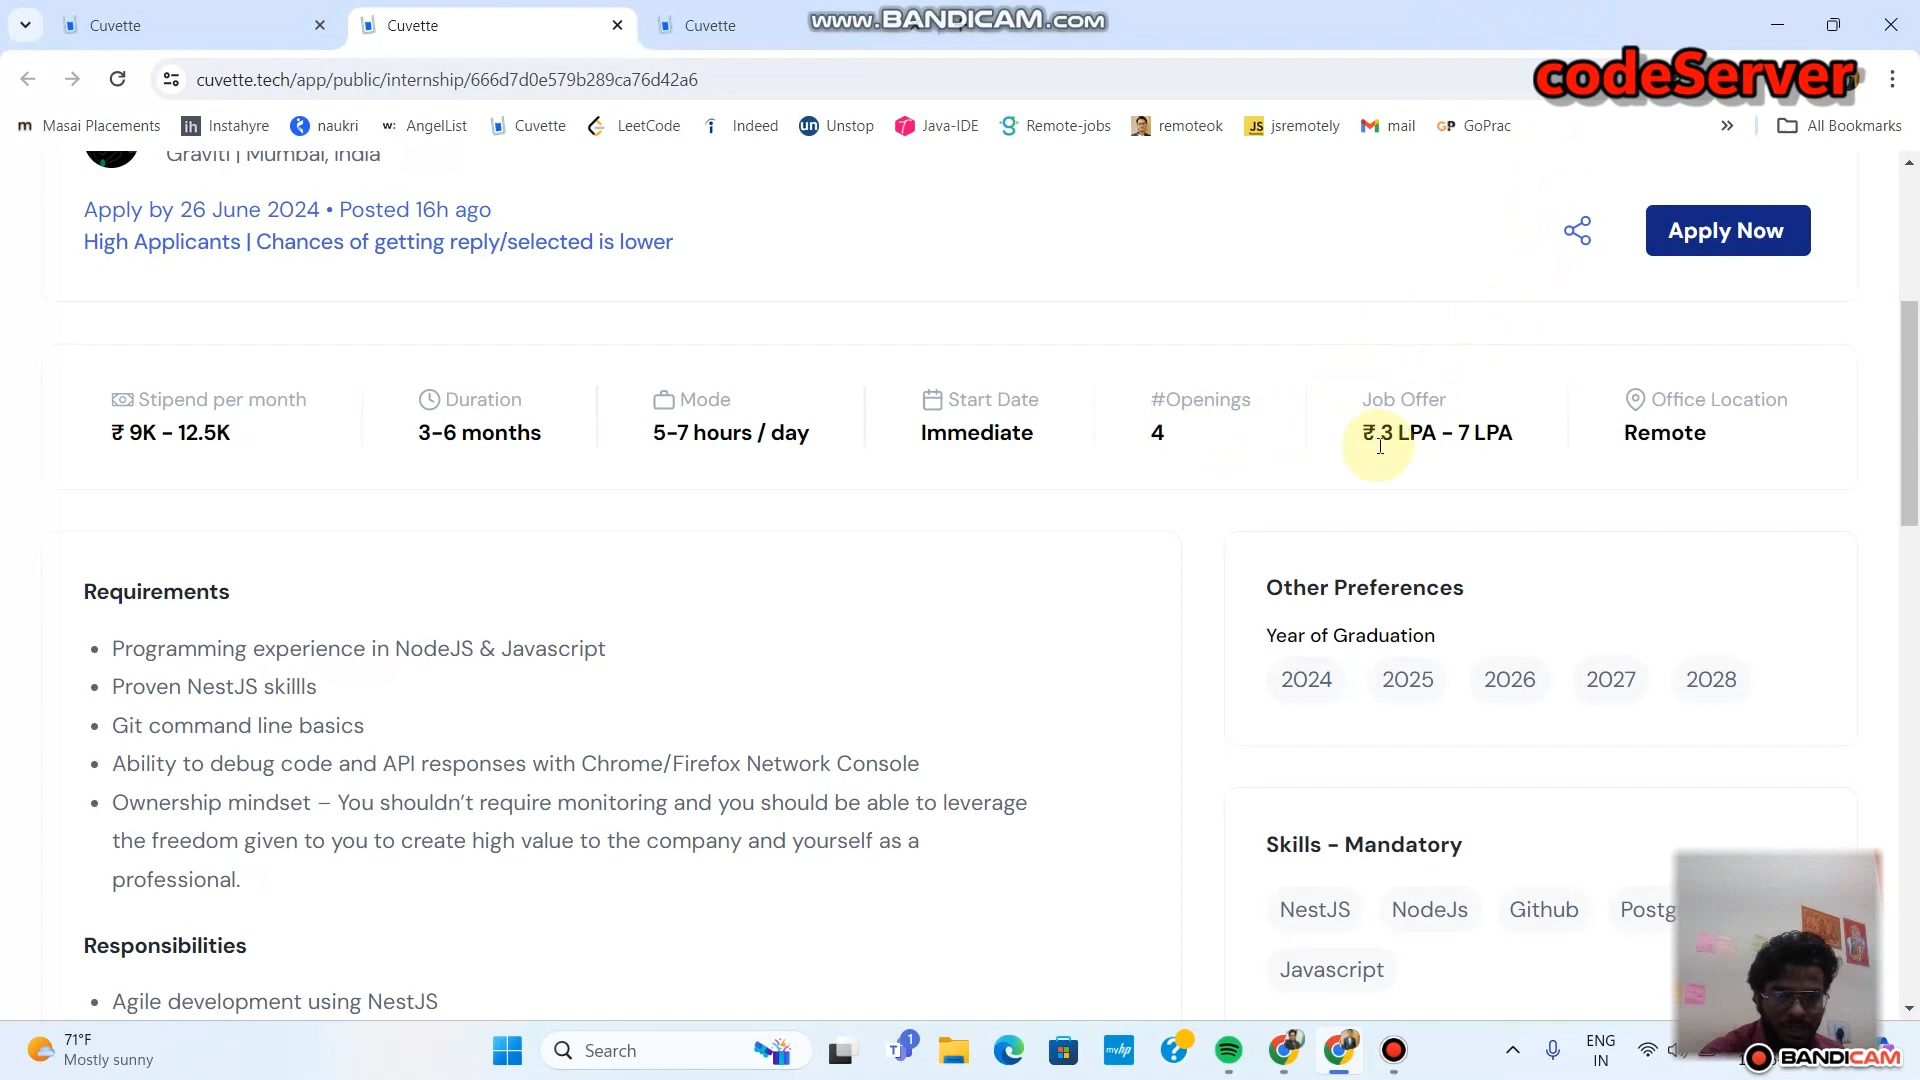 Cuvette
Cuvette
Cuvette
www.BANDICAM.com
cuvette.tech/app/public/internship/666d7d0e579b289ca76d42a6
codeServer
Masai Placements
Instahyre
naukri
AngelList
Cuvette
LeetCode
Indeed
Unstop
Java-IDE
Remote-jobs
remoteok
jsremotely
mail
GoPrac
All Bookmarks
Graviti | Mumbai, India
Apply by 26 June 2024 • Posted 16h ago
High Applicants | Chances of getting reply/selected is lower
Apply Now
Stipend per month
₹ 9K - 12.5K
Duration
3-6 months
Mode
5-7 hours / day
Start Date
Immediate
#Openings
4
Job Offer
₹ 3 LPA - 7 LPA
Office Location
Remote
Requirements
• Programming experience in NodeJS & Javascript
• Proven NestJS skillls
• Git command line basics
• Ability to debug code and API responses with Chrome/Firefox Network Console
• Ownership mindset – You shouldn’t require monitoring and you should be able to leverage
the freedom given to you to create high value to the company and yourself as a
professional.
Responsibilities
• Agile development using NestJS
Other Preferences
Year of Graduation
2024 2025 2026 2027 2028
Skills - Mandatory
NestJS NodeJs Github Postg
Javascript
71°F
Mostly sunny
Search
1
myhp
ENG
IN
BANDICAM